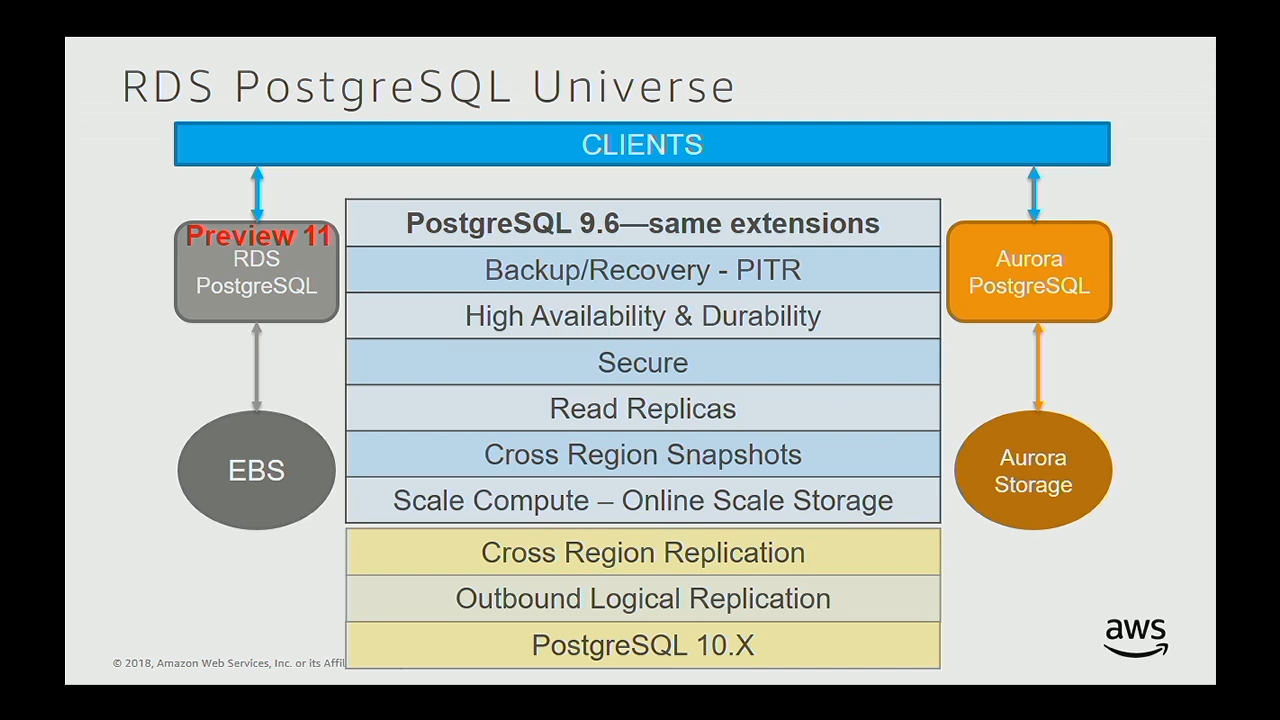 RDS PostgreSQL Universe
CLIENTS
Preview 11
RDS
PostgreSQL
PostgreSQL 9.6—same extensions
Backup/Recovery - PITR
High Availability & Durability
Secure
Read Replicas
Cross Region Snapshots
Scale Compute – Online Scale Storage
Cross Region Replication
Outbound Logical Replication
PostgreSQL 10.X
Aurora
PostgreSQL
EBS
Aurora
Storage
© 2018, Amazon Web Services, Inc. or its Affil
aws